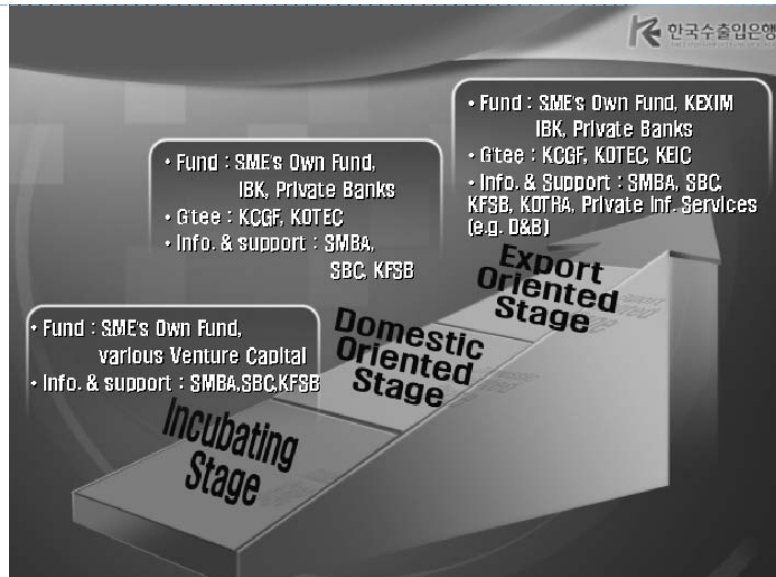 한국수출입은행
• Fund : SME's Own Fund, KEXIM
IBK, Private Banks
• G'tee : KCGF, KOTEC, KEIC
• Info. & Support : SMBA, SBC,
KFSB, KOTRA, Private Inf. Services
(e.g. D&B)
• Fund : SME's Own Fund,
IBK, Private Banks
• G'tee : KCGF, KOTEC
• Info. & support : SMBA,
SBC, KFSB
• Fund : SME's Own Fund,
various Venture Capital
• Info. & support : SMBA,SBC,KFSB
Export
Oriented
Stage
Domestic
Oriented
Stage
Incubating
Stage